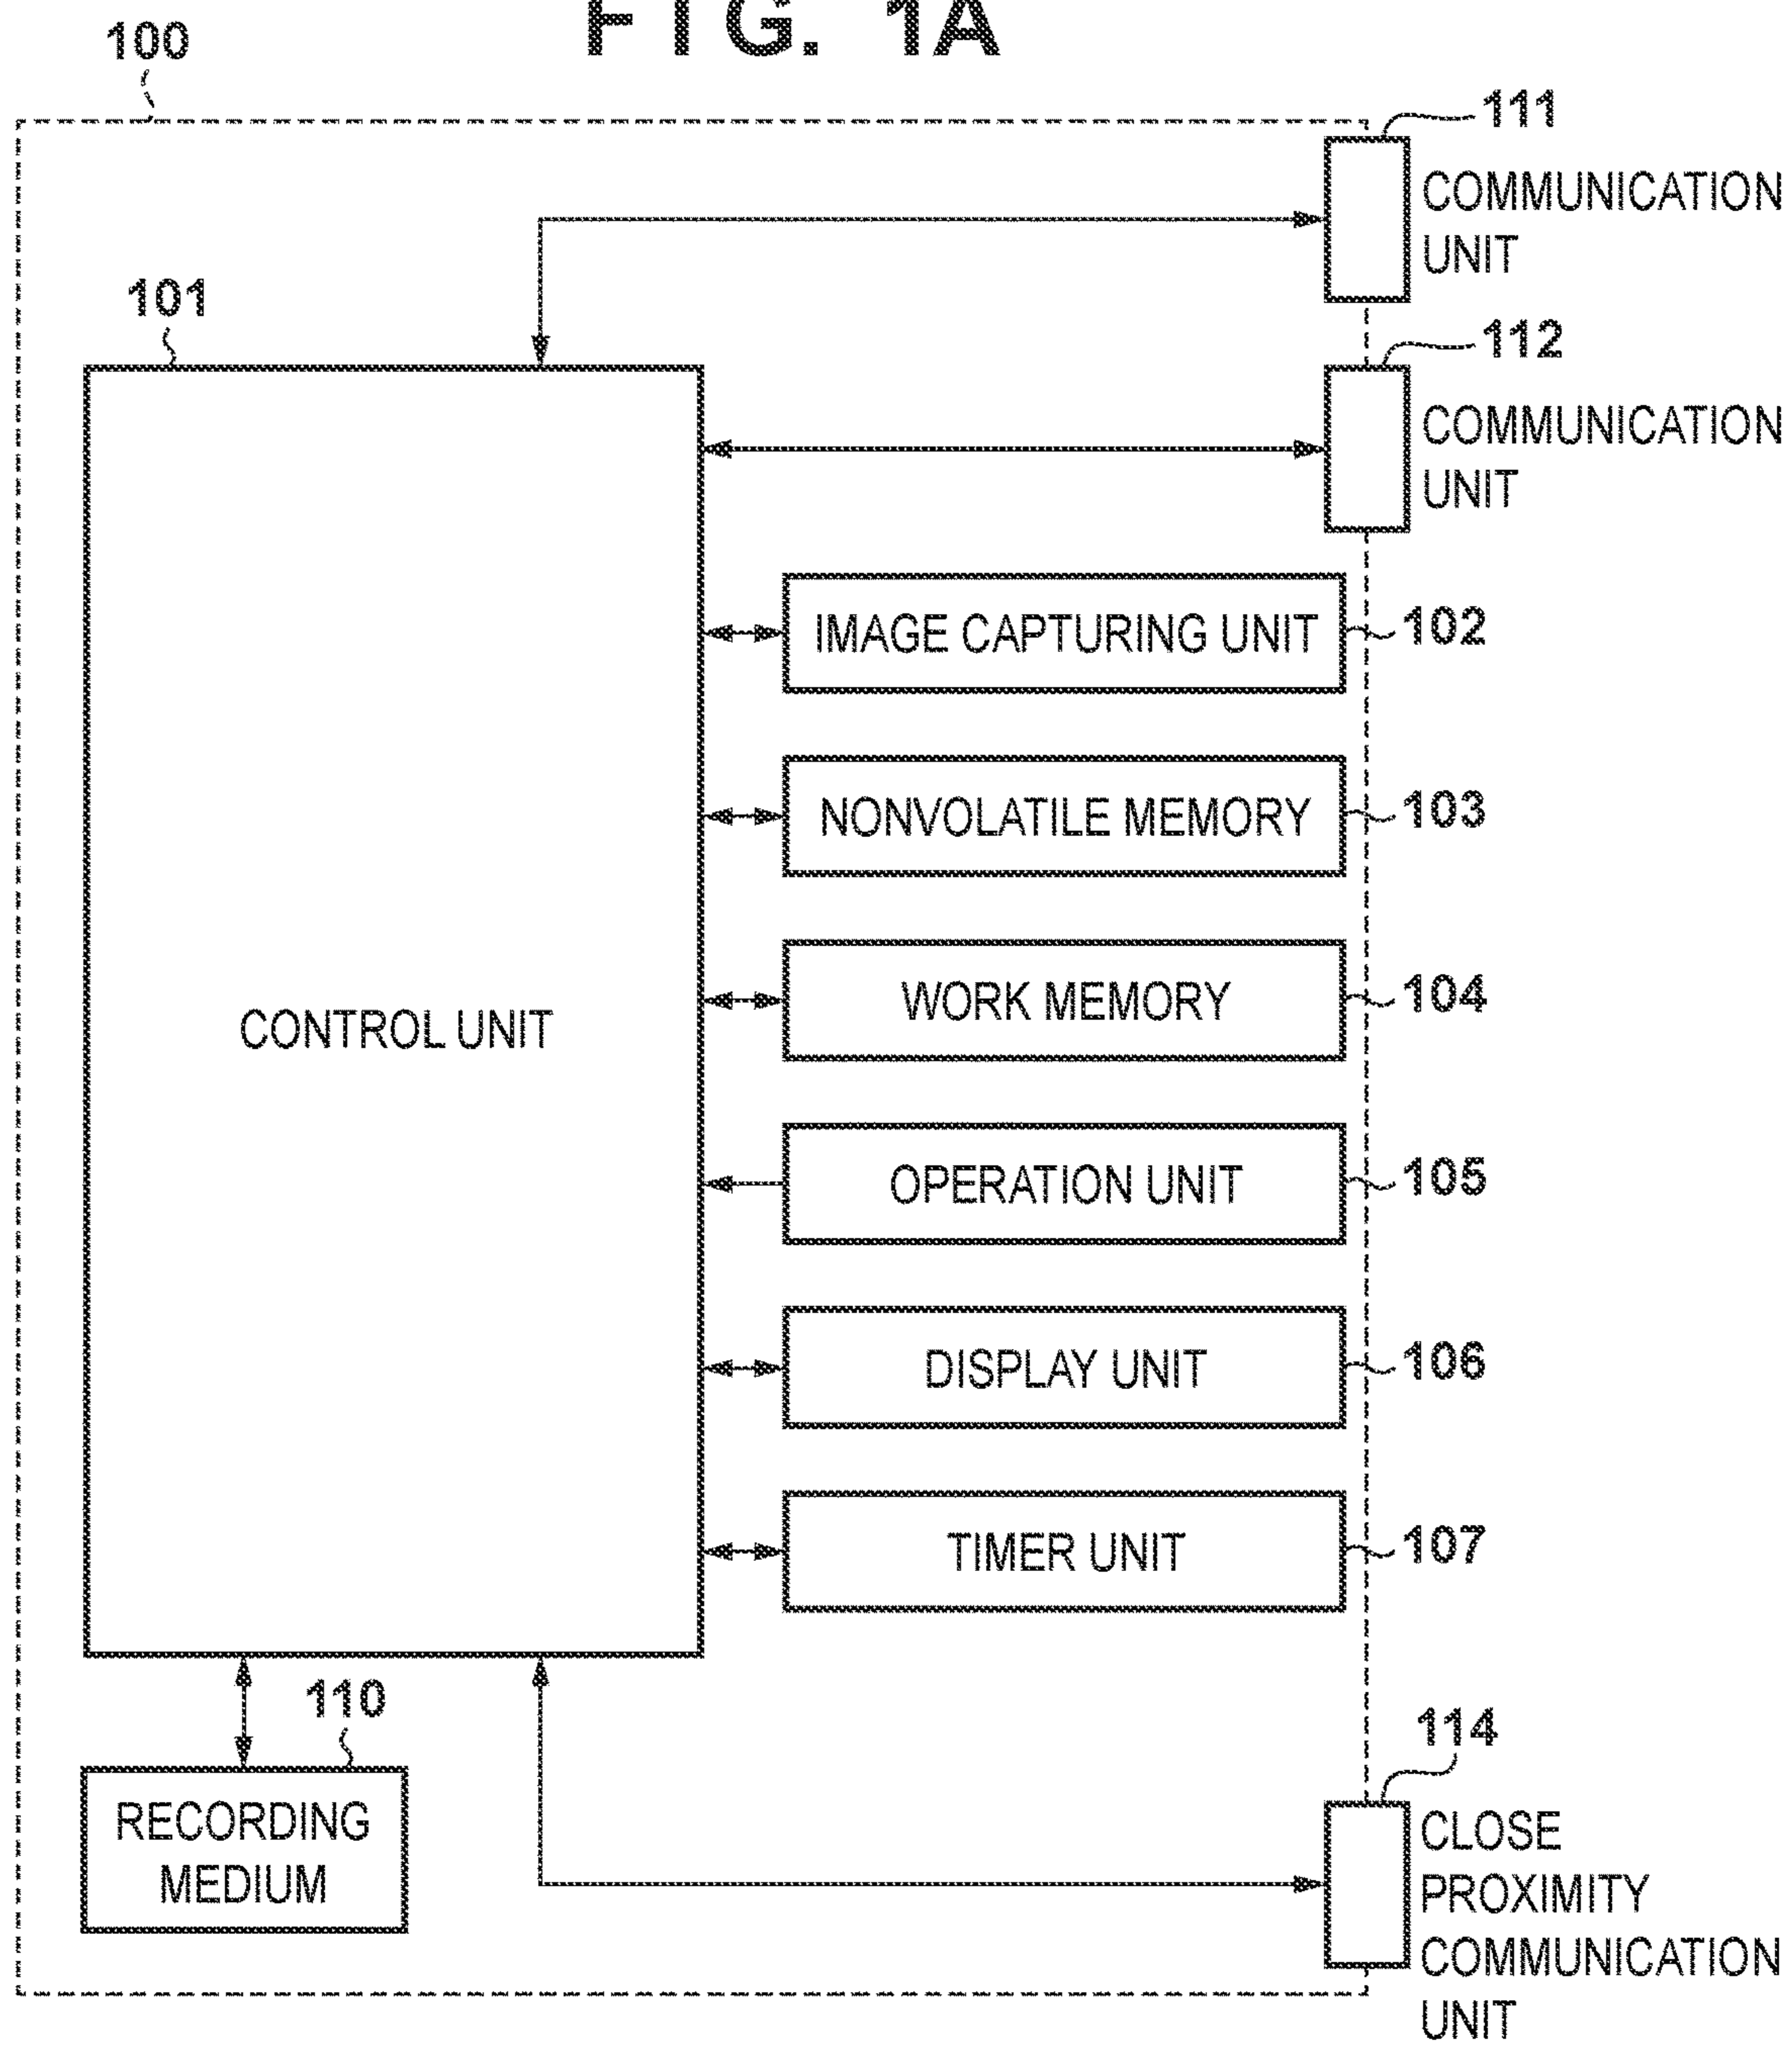 FIG. 1A
100
111
COMMUNICATION
UNIT
101
112
COMMUNICATION
UNIT
IMAGE CAPTURING UNIT
102
NONVOLATILE MEMORY
103
WORK MEMORY
104
CONTROL UNIT
OPERATION UNIT
105
DISPLAY UNIT
106
TIMER UNIT
107
110
RECORDING
MEDIUM
114
CLOSE
PROXIMITY
COMMUNICATION
UNIT